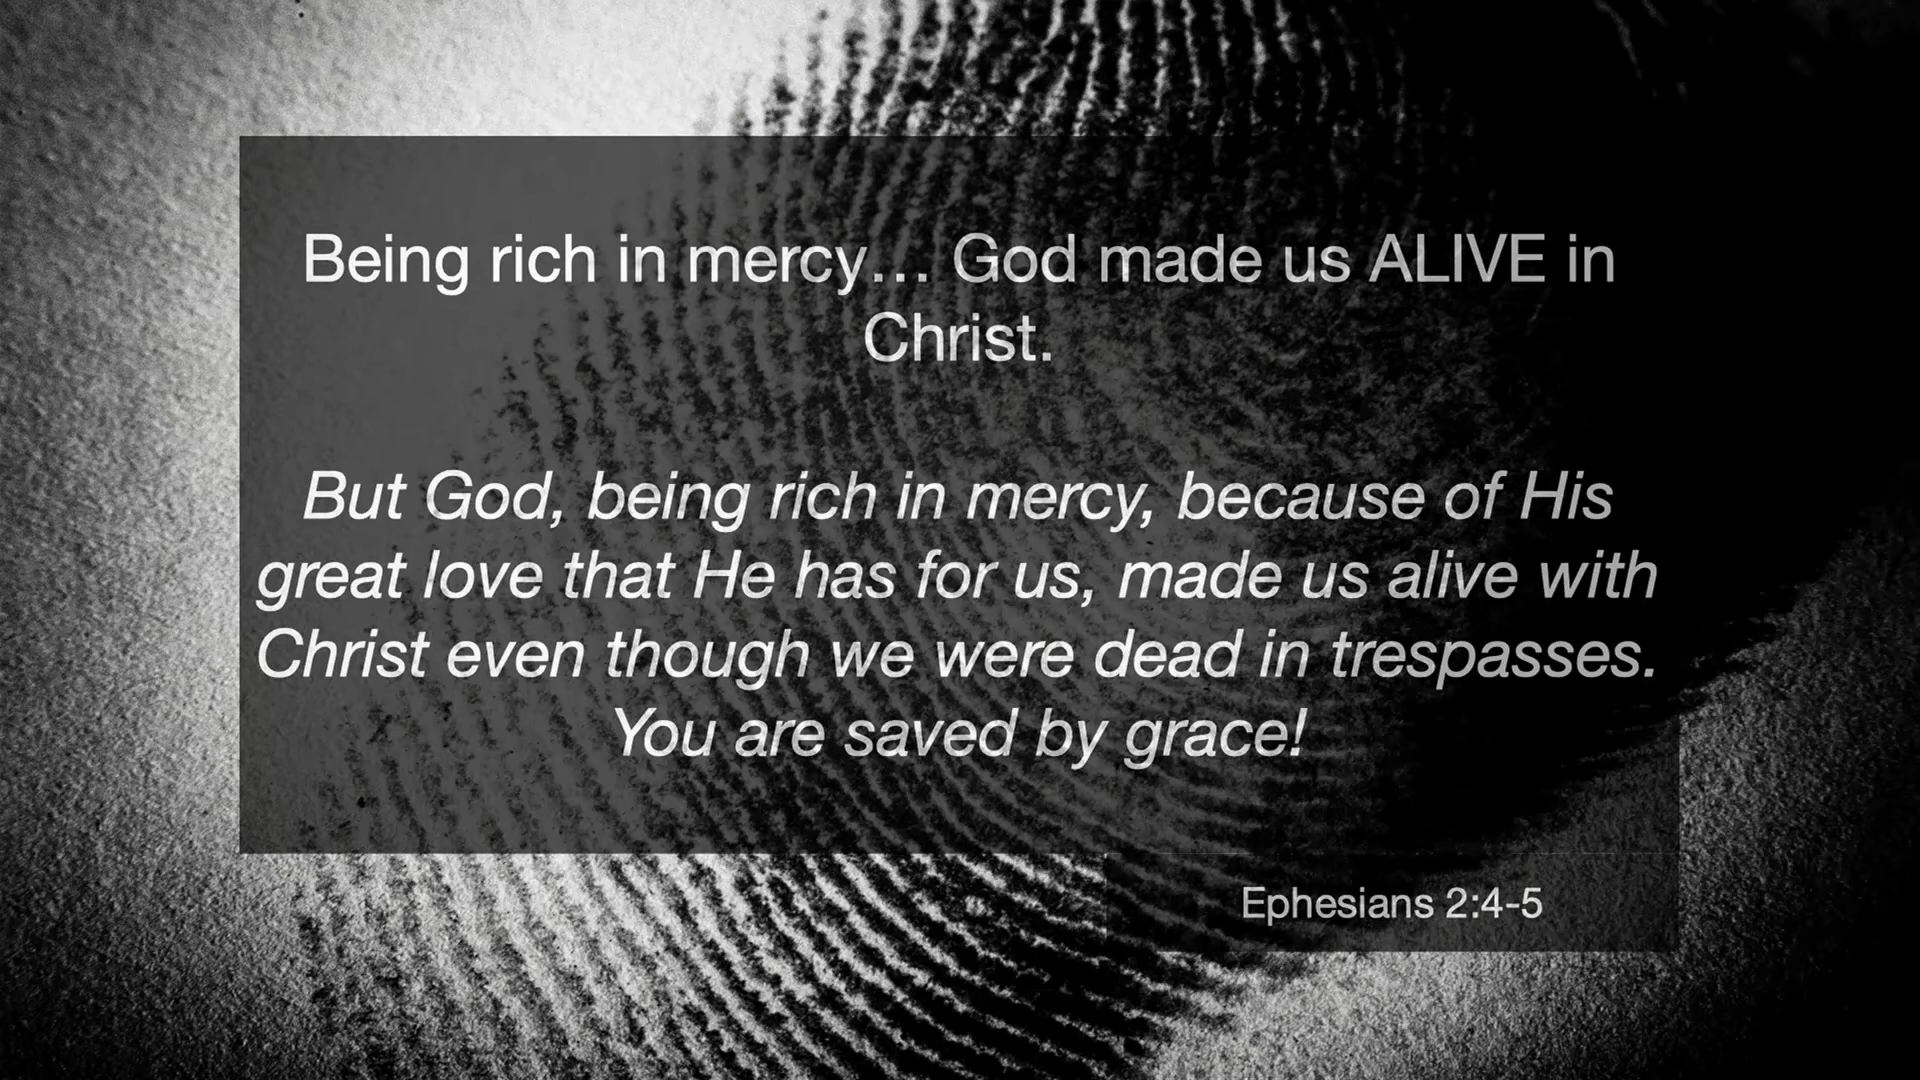 Being rich in mercy… God made us ALIVE in
Christ.
But God, being rich in mercy, because of His
great love that He has for us, made us alive with
Christ even though we were dead in trespasses.
You are saved by grace!
Ephesians 2:4-5